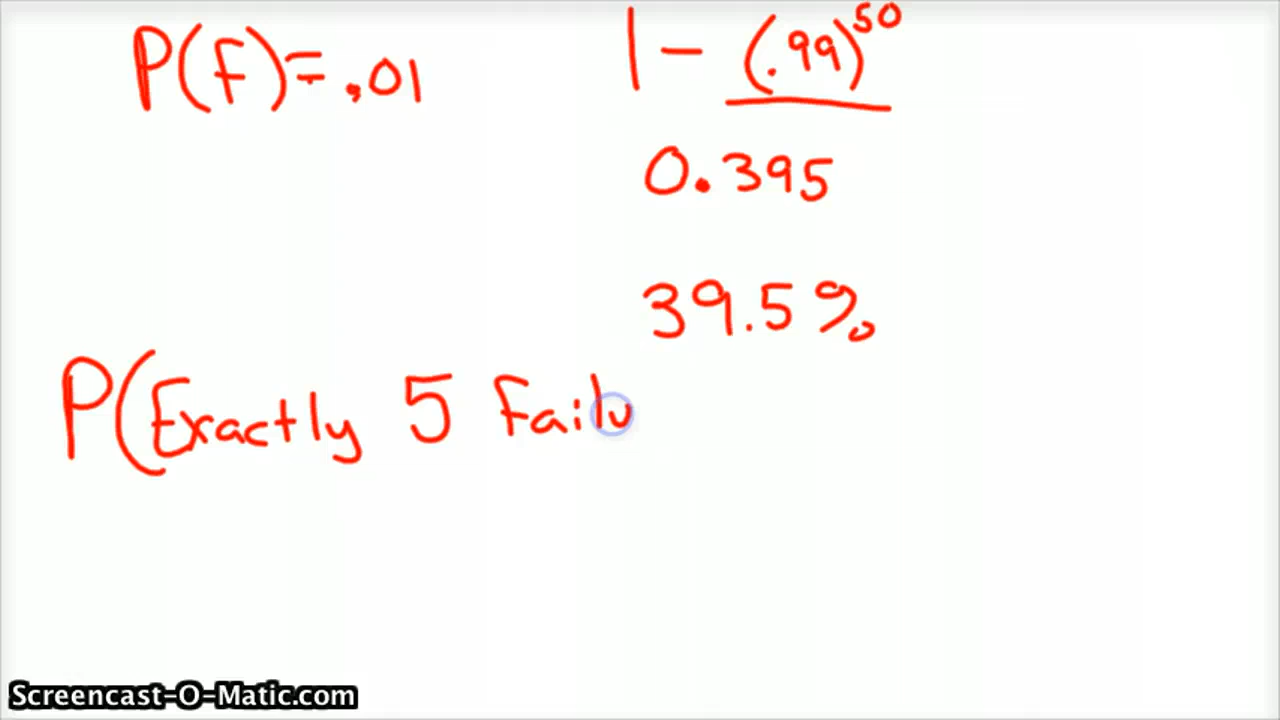 P(F)=.01
1 - (.99)^50
0.395
39.5%
P(Exactly 5 Failu
Screencast-O-Matic.com